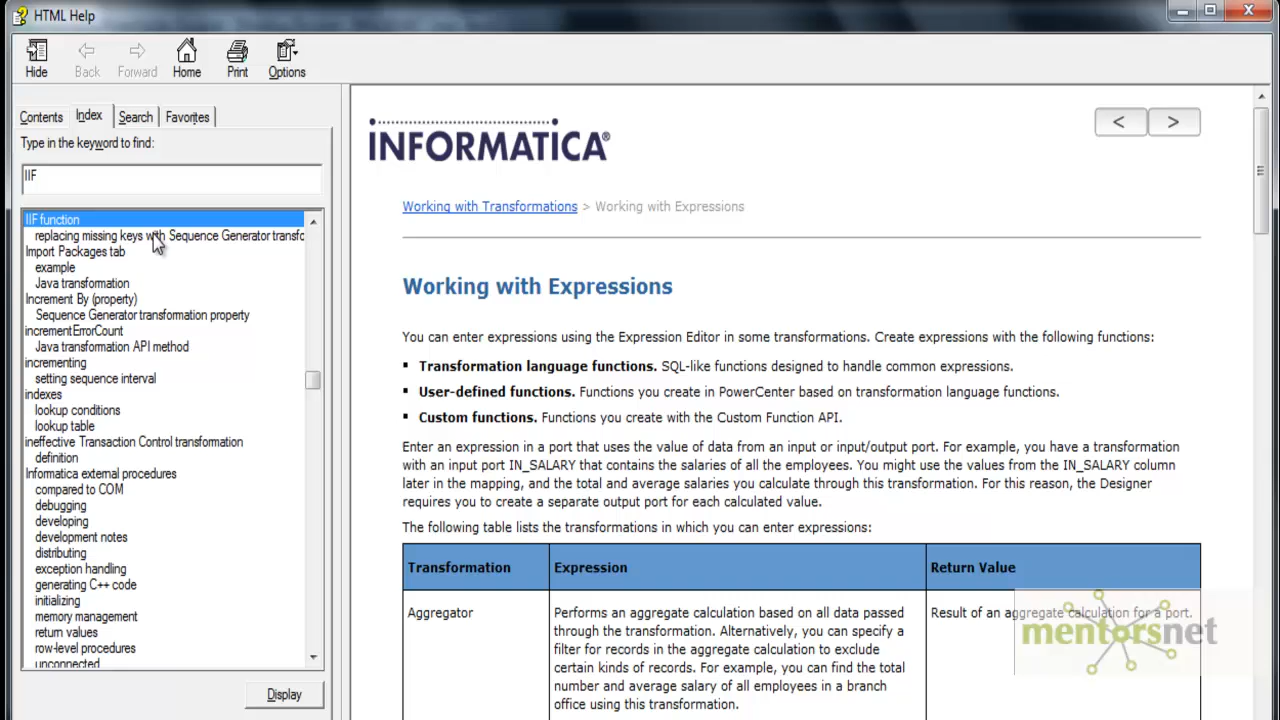 HTML Help
Hide
Back
Forward
Home
Print
Options
Contents
Index
Search
Favorites
Type in the keyword to find:
IIF
IIF function
replacing missing keys with Sequence Generator transfo
Import Packages tab
example
Java transformation
Increment By (property)
Sequence Generator transformation property
incrementErrorCount
Java transformation API method
incrementing
setting sequence interval
indexes
lookup conditions
lookup table
ineffective Transaction Control transformation
definition
Informatica external procedures
compared to COM
debugging
developing
development notes
distributing
exception handling
generating C++ code
initializing
memory management
return values
row-level procedures
unconnected
Display
INFORMATICA®
< >
Working with Transformations > Working with Expressions
Working with Expressions
You can enter expressions using the Expression Editor in some transformations. Create expressions with the following functions:
▪ Transformation language functions. SQL-like functions designed to handle common expressions.
▪ User-defined functions. Functions you create in PowerCenter based on transformation language functions.
▪ Custom functions. Functions you create with the Custom Function API.
Enter an expression in a port that uses the value of data from an input or input/output port. For example, you have a transformation
with an input port IN_SALARY that contains the salaries of all the employees. You might use the values from the IN_SALARY column
later in the mapping, and the total and average salaries you calculate through this transformation. For this reason, the Designer
requires you to create a separate output port for each calculated value.
The following table lists the transformations in which you can enter expressions:
Transformation
Expression
Return Value
Aggregator
Performs an aggregate calculation based on all data passed
through the transformation. Alternatively, you can specify a
filter for records in the aggregate calculation to exclude
certain kinds of records. For example, you can find the total
number and average salary of all employees in a branch
office using this transformation.
Result of an aggregate calculation for a port.
mentorsnet